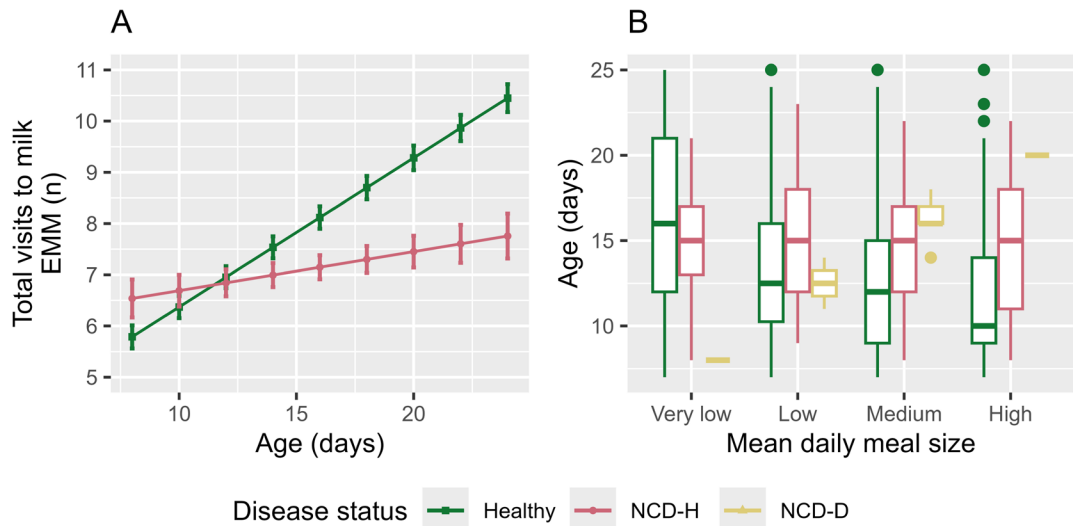 A
Total visits to milk
EMM (n)
11
10
9
8
7
6
5
10 15 20
Age (days)
B
Age (days)
25
20
15
10
Very low Low Medium High
Mean daily meal size
Disease status Healthy NCD-H NCD-D